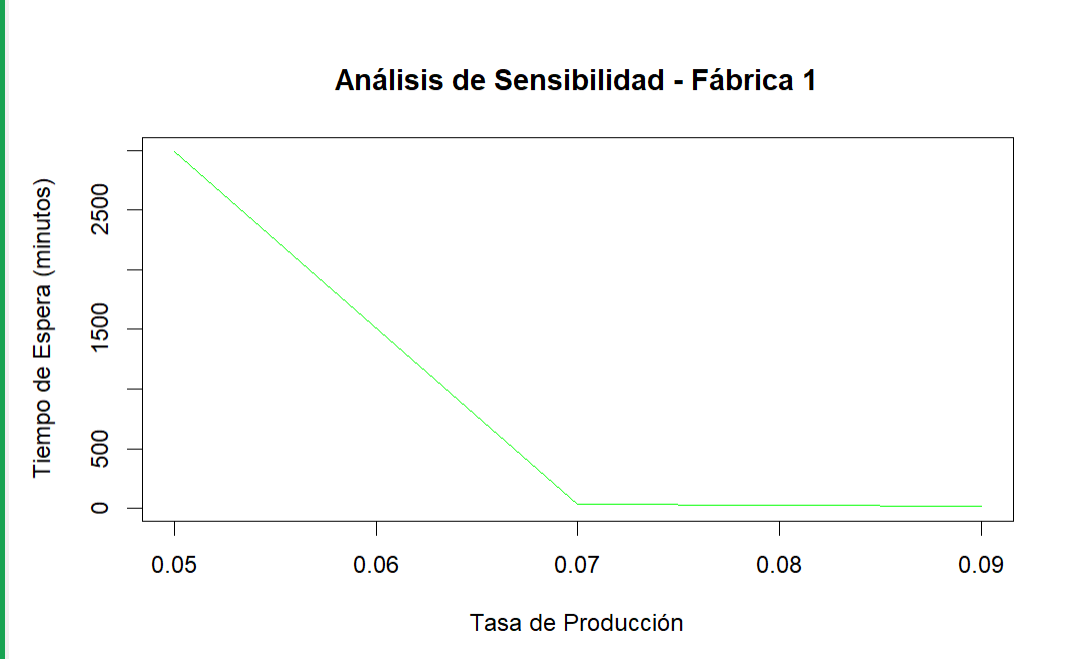 Análisis de Sensibilidad - Fábrica 1
Tiempo de Espera (minutos)
2500
1500
500
0
0.05 0.06 0.07 0.08 0.09
Tasa de Producción